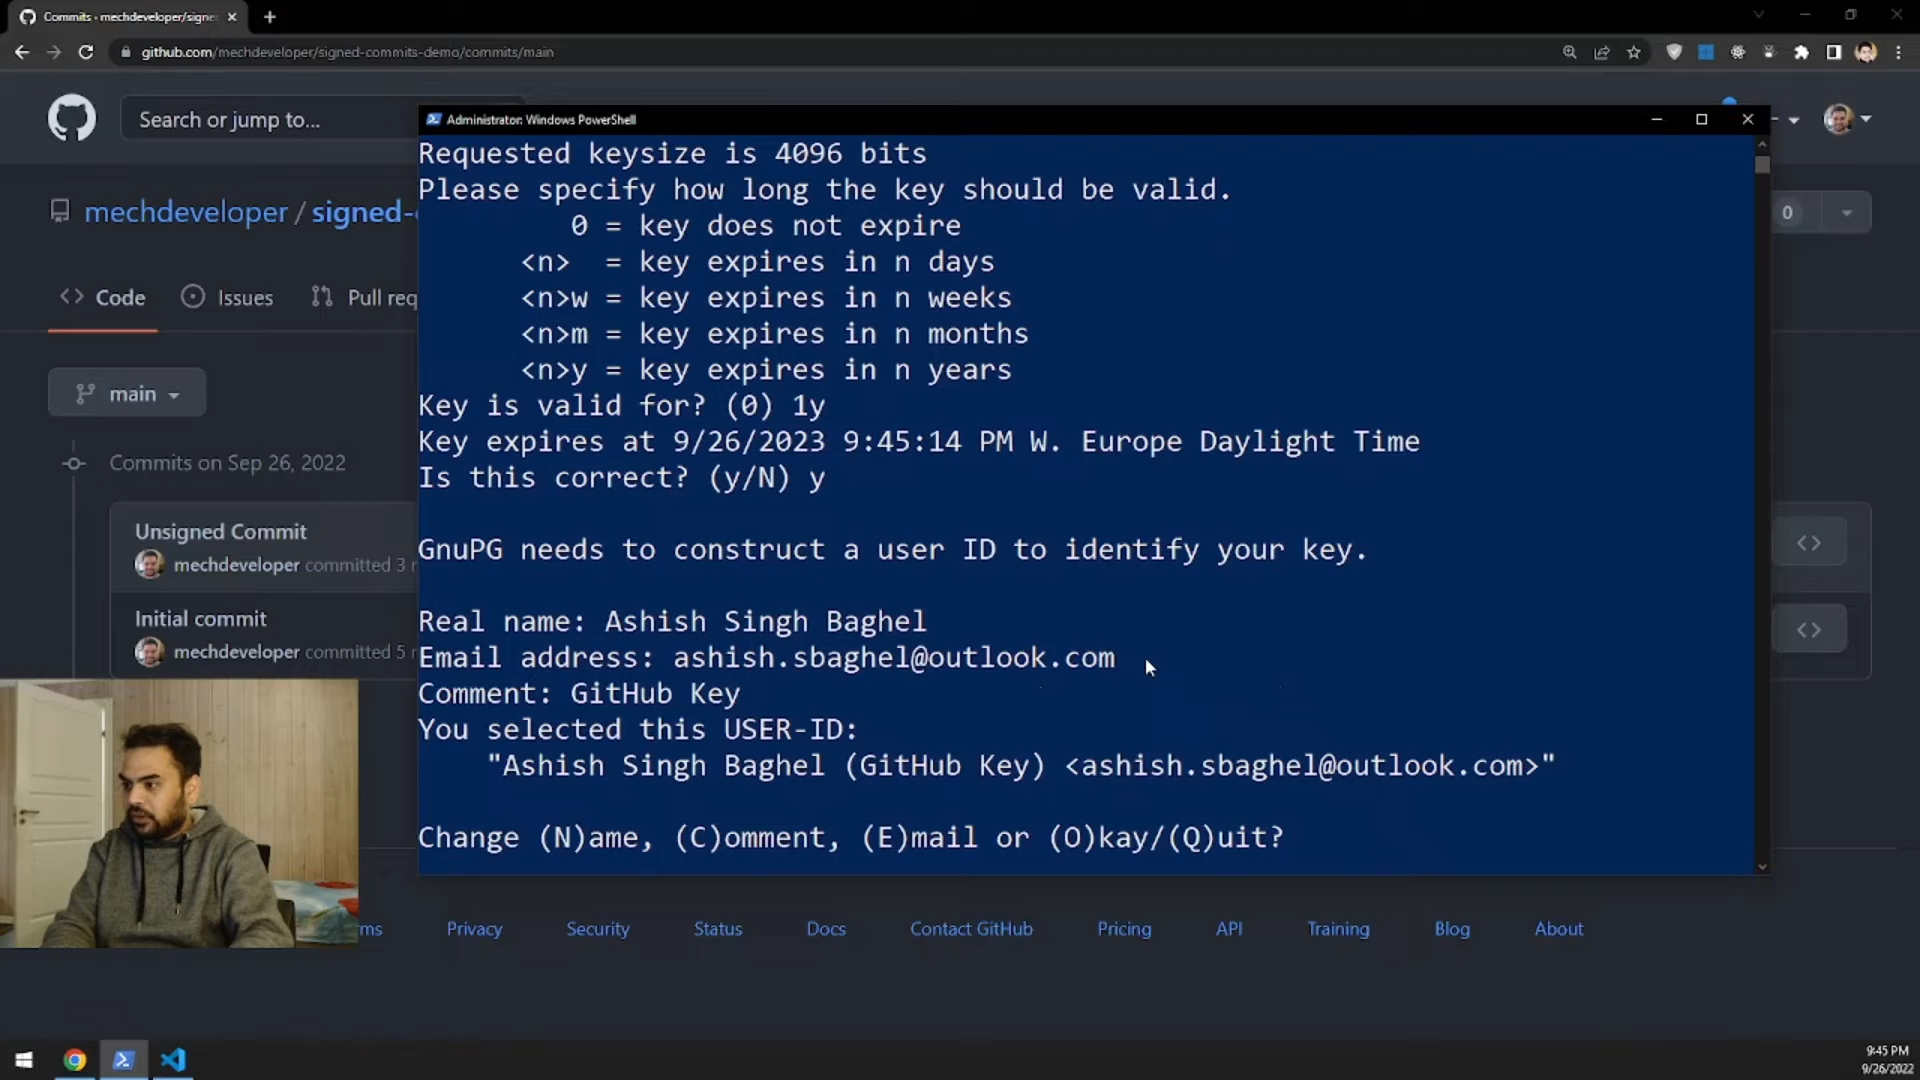 Commits · mechdeveloper/signe
github.com/mechdeveloper/signed-commits-demo/commits/main
Search or jump to...
Administrator: Windows PowerShell
mechdeveloper / signed-
0
Code
Issues
Pull req
main
Commits on Sep 26, 2022
Unsigned Commit
mechdeveloper committed 3
Initial commit
mechdeveloper committed 5
Requested keysize is 4096 bits
Please specify how long the key should be valid.
0 = key does not expire
<n>  = key expires in n days
<n>w = key expires in n weeks
<n>m = key expires in n months
<n>y = key expires in n years
Key is valid for? (0) 1y
Key expires at 9/26/2023 9:45:14 PM W. Europe Daylight Time
Is this correct? (y/N) y
GnuPG needs to construct a user ID to identify your key.
Real name: Ashish Singh Baghel
Email address: ashish.sbaghel@outlook.com
Comment: GitHub Key
You selected this USER-ID:
"Ashish Singh Baghel (GitHub Key) <ashish.sbaghel@outlook.com>"
Change (N)ame, (C)omment, (E)mail or (O)kay/(Q)uit?
ms
Privacy
Security
Status
Docs
Contact GitHub
Pricing
API
Training
Blog
About
9:45 PM
9/26/2022